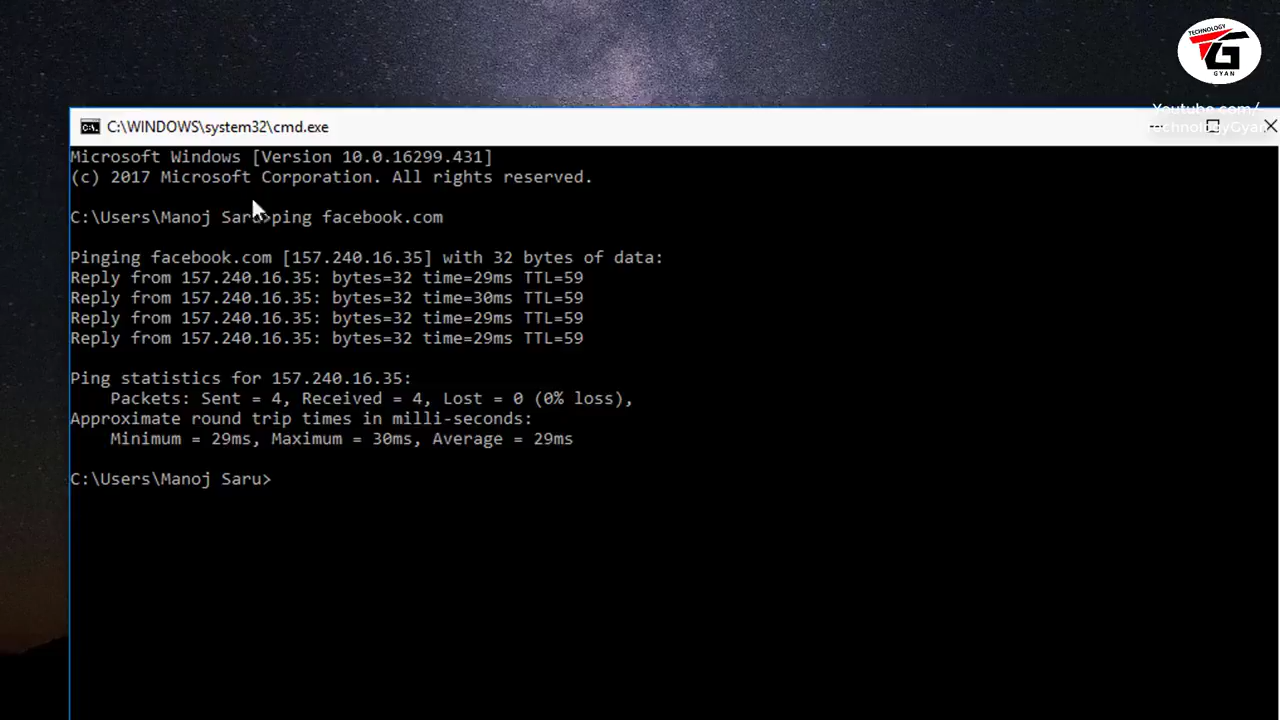 TECHNOLOGY
TG
GYAN
Youtube.com/
TechnologyGyan
C:\WINDOWS\system32\cmd.exe
Microsoft Windows [Version 10.0.16299.431]
(c) 2017 Microsoft Corporation. All rights reserved.
C:\Users\Manoj Saru>ping facebook.com
Pinging facebook.com [157.240.16.35] with 32 bytes of data:
Reply from 157.240.16.35: bytes=32 time=29ms TTL=59
Reply from 157.240.16.35: bytes=32 time=30ms TTL=59
Reply from 157.240.16.35: bytes=32 time=29ms TTL=59
Reply from 157.240.16.35: bytes=32 time=29ms TTL=59
Ping statistics for 157.240.16.35:
Packets: Sent = 4, Received = 4, Lost = 0 (0% loss),
Approximate round trip times in milli-seconds:
Minimum = 29ms, Maximum = 30ms, Average = 29ms
C:\Users\Manoj Saru>